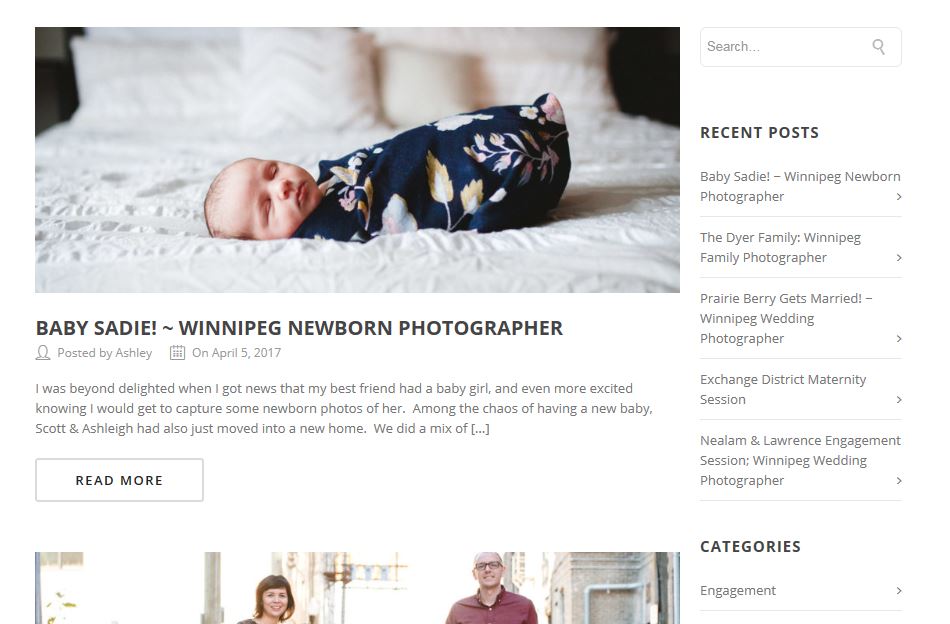 BABY SADIE! ~ WINNIPEG NEWBORN PHOTOGRAPHER
Posted by Ashley On April 5, 2017
I was beyond delighted when I got news that my best friend had a baby girl, and even more excited
knowing I would get to capture some newborn photos of her.  Among the chaos of having a new baby,
Scott & Ashleigh had also just moved into a new home.  We did a mix of [...]
READ MORE
Search...
RECENT POSTS
Baby Sadie! ~ Winnipeg Newborn
Photographer
The Dyer Family: Winnipeg
Family Photographer
Prairie Berry Gets Married! ~
Winnipeg Wedding
Photographer
Exchange District Maternity
Session
Nealam & Lawrence Engagement
Session; Winnipeg Wedding
Photographer
CATEGORIES
Engagement